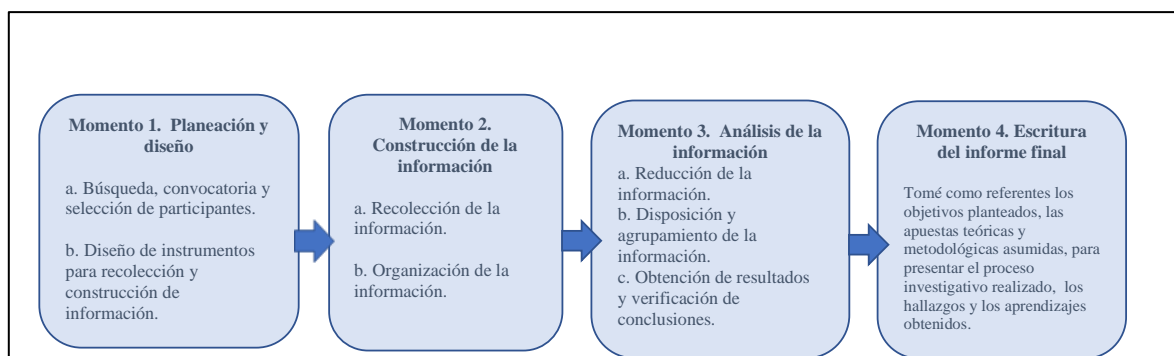 Momento 1.  Planeación y
diseño
a. Búsqueda, convocatoria y
selección de participantes.
b. Diseño de instrumentos
para recolección y
construcción de
información.
Momento 2.
Construcción de la
información
a. Recolección de la
información.
b. Organización de la
información.
Momento 3.  Análisis de la
información
a. Reducción de la
información.
b. Disposición y
agrupamiento de la
información.
c. Obtención de resultados
y verificación de
conclusiones.
Momento 4. Escritura
del informe final
Tomé como referentes los
objetivos planteados, las
apuestas teóricas y
metodológicas asumidas, para
presentar el proceso
investigativo realizado,  los
hallazgos y los aprendizajes
obtenidos.